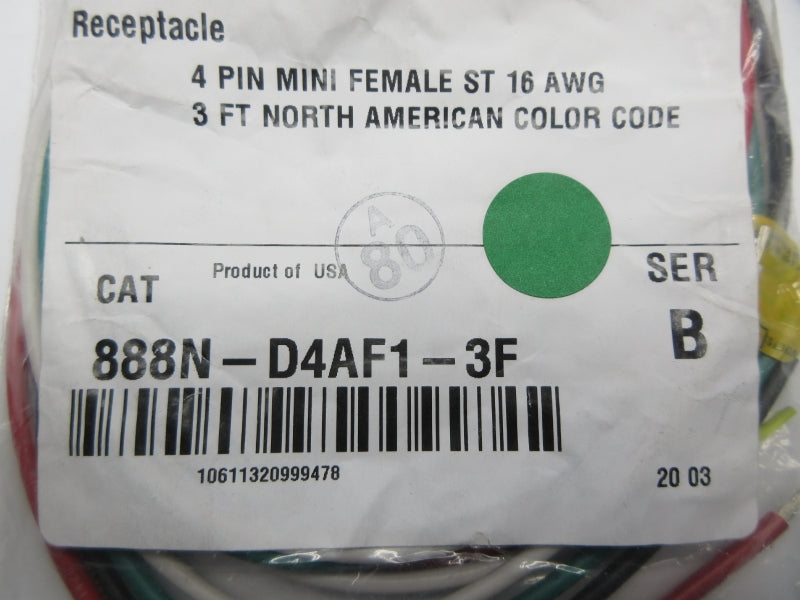 Receptacle
4 PIN MINI FEMALE ST 16 AWG
3 FT NORTH AMERICAN COLOR CODE
A
80
CAT
Product of USA
SER
888N-D4AF1-3F
B
10611320999478
20 03